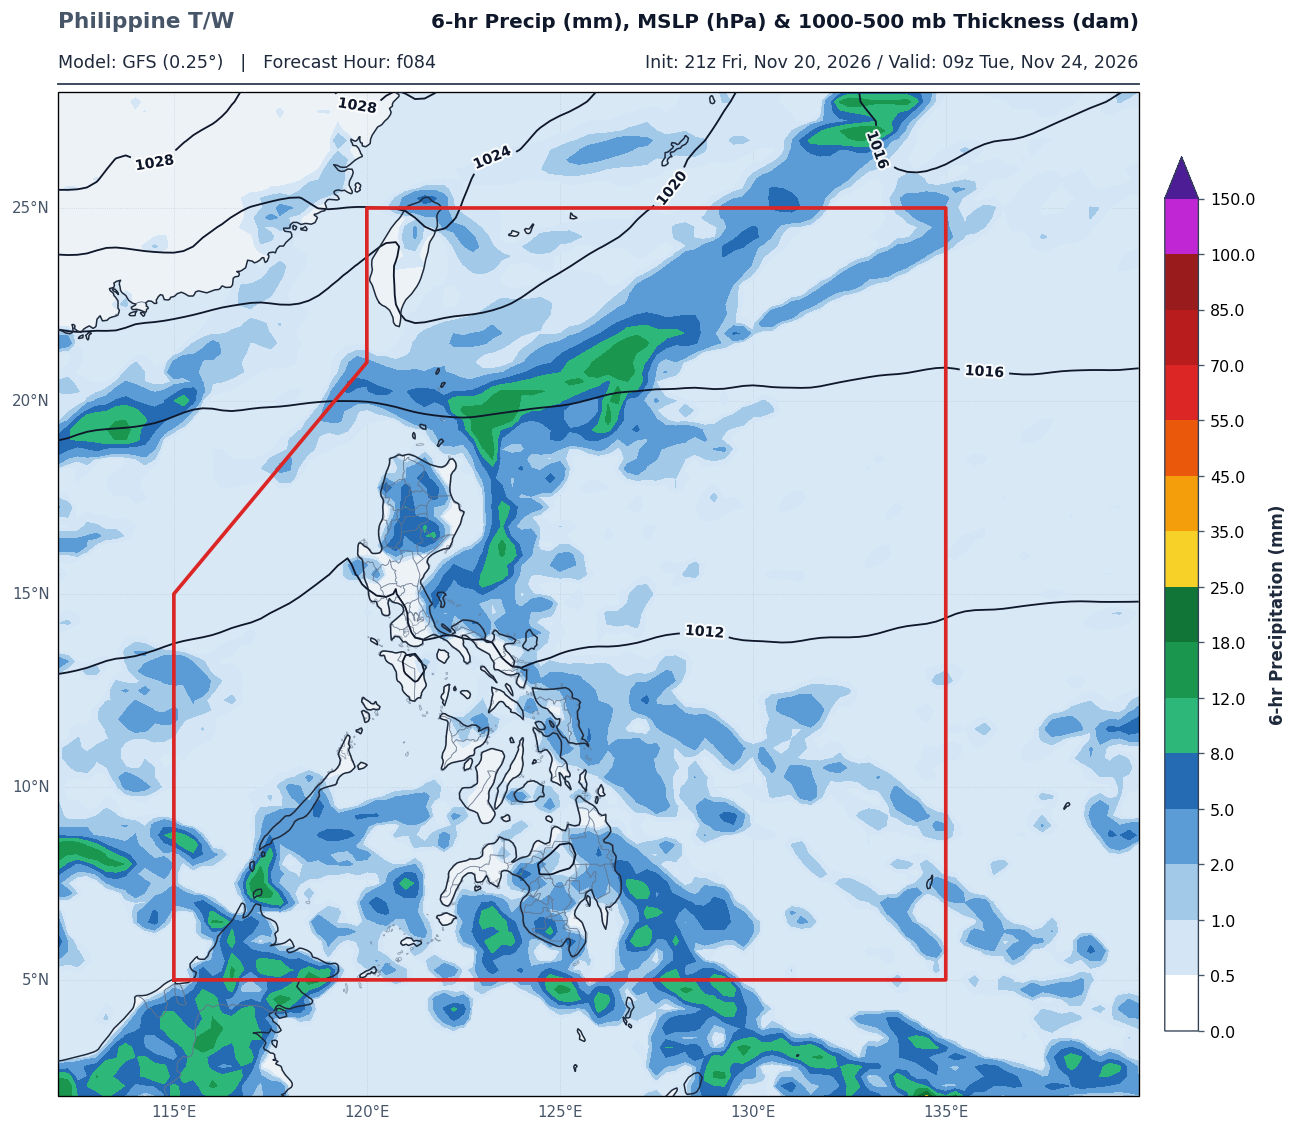 Philippine T/W
6-hr Precip (mm), MSLP (hPa) & 1000-500 mb Thickness (dam)
Model: GFS (0.25°) | Forecast Hour: f084
Init: 21z Fri, Nov 20, 2026 / Valid: 09z Tue, Nov 24, 2026
1028
1028
1024
1016
1020
1016
1012
25°N
20°N
15°N
10°N
5°N
115°E
120°E
125°E
130°E
135°E
150.0
100.0
85.0
70.0
55.0
45.0
35.0
25.0
18.0
12.0
8.0
5.0
2.0
1.0
0.5
0.0
6-hr Precipitation (mm)